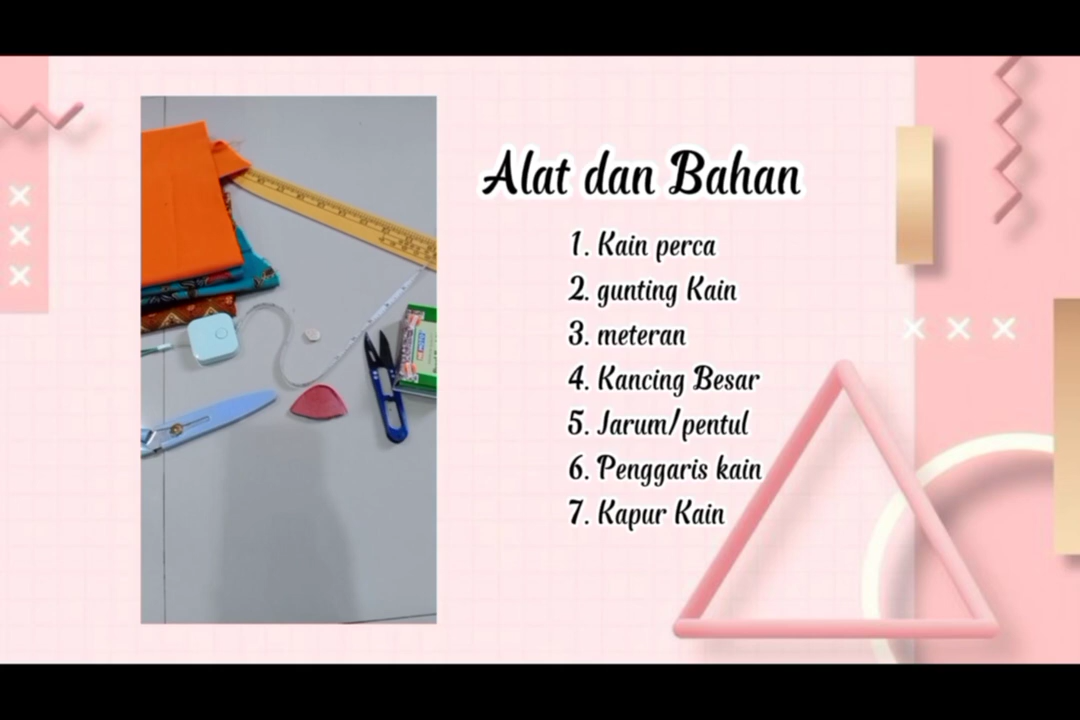 Alat dan Bahan
1. Kain perca
2. gunting Kain
3. meteran
4. Kancing Besar
5. Jarum/pentul
6. Penggaris kain
7. Kapur Kain